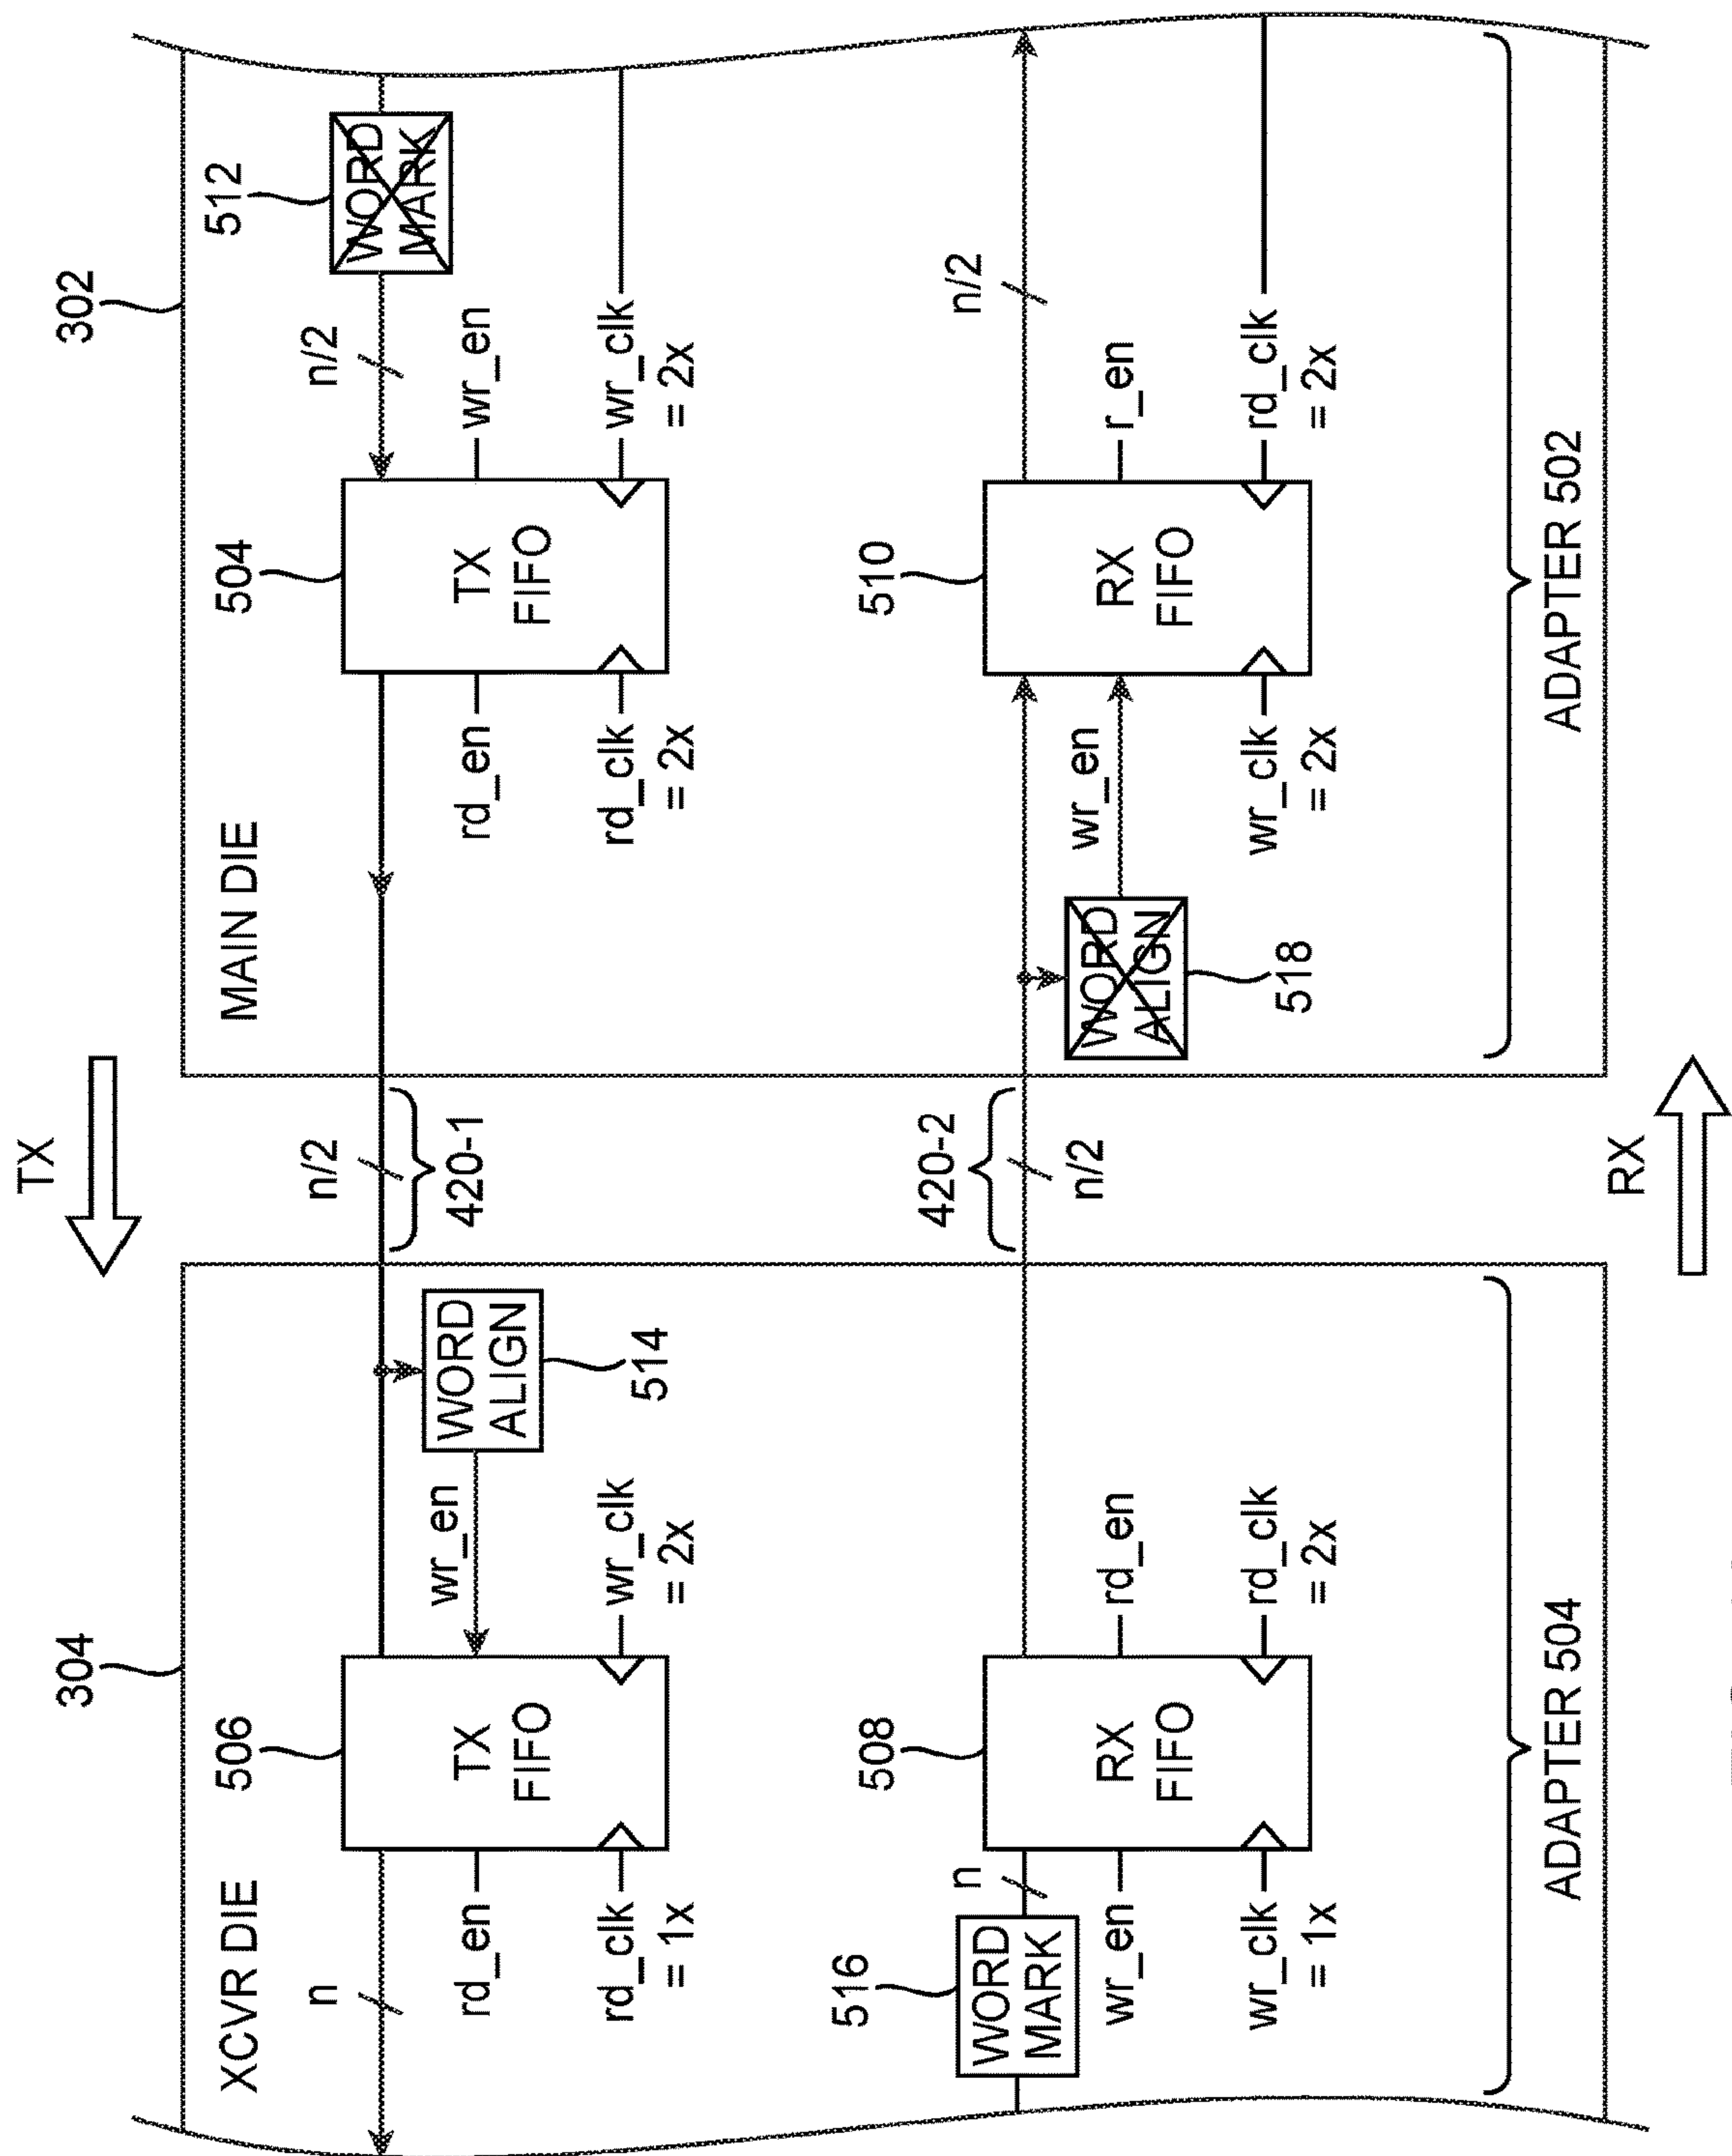 TX
304
302
XCVR DIE
506
MAIN DIE
504
512
n
n/2
n/2
WORD
MARK
TX
FIFO
rd_en
rd_clk
= 1x
wr_en
WORD
ALIGN
514
wr_clk
= 2x
420-1
TX
FIFO
rd_en
rd_clk
= 2x
wr_en
wr_clk
= 2x
516
508
510
n
420-2
n/2
n/2
WORD
MARK
RX
FIFO
wr_en
wr_clk
= 1x
rd_en
rd_clk
= 2x
WORD
ALIGN
518
wr_en
wr_clk
= 2x
RX
FIFO
r_en
rd_clk
= 2x
ADAPTER 504
ADAPTER 502
RX